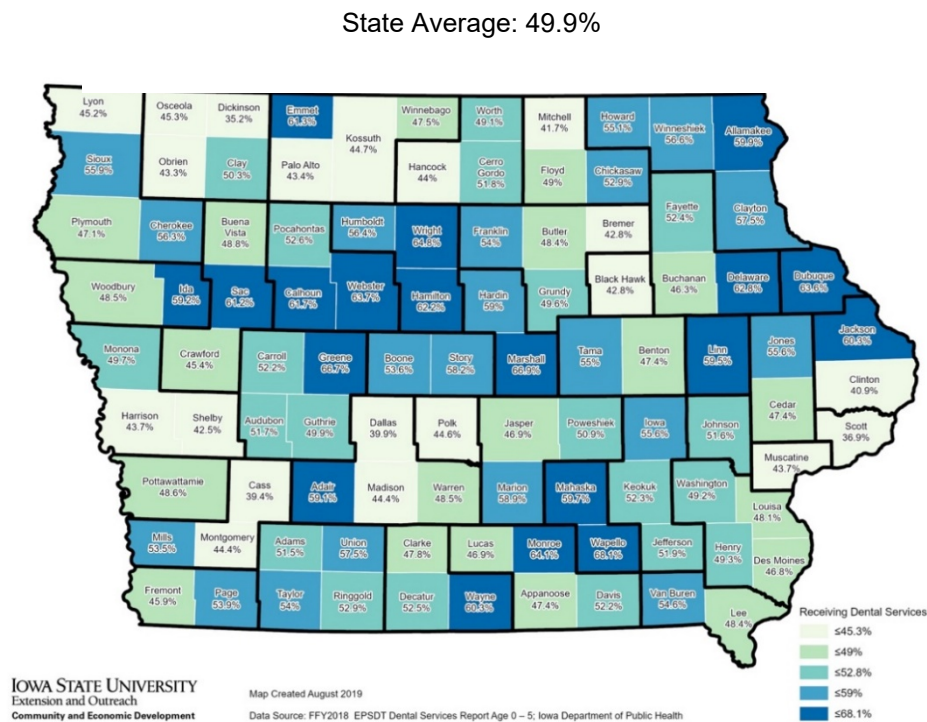 State Average: 49.9%
Lyon
45.2%
Osceola
45.3%
Dickinson
35.2%
Emmet
61.3%
Kossuth
44.7%
Winnebago
47.5%
Worth
49.1%
Mitchell
41.7%
Howard
55.1%
Winneshiek
56.6%
Allamakee
59.9%
Sioux
55.9%
Obrien
43.3%
Clay
50.3%
Palo Alto
43.4%
Hancock
44%
Cerro
Gordo
51.8%
Floyd
49%
Chickasaw
52.9%
Fayette
52.4%
Clayton
57.5%
Plymouth
47.1%
Cherokee
56.3%
Buena
Vista
48.8%
Pocahontas
52.6%
Humboldt
56.4%
Wright
64.8%
Franklin
54%
Butler
48.4%
Bremer
42.8%
Woodbury
48.5%
Ida
59.2%
Sac
61.2%
Calhoun
61.7%
Webster
63.7%
Hamilton
62.2%
Hardin
59%
Grundy
49.6%
Black Hawk
42.8%
Buchanan
46.3%
Delaware
62.8%
Dubuque
63.6%
Monona
49.7%
Crawford
45.4%
Carroll
52.2%
Greene
66.7%
Boone
53.6%
Story
58.2%
Marshall
66.9%
Tama
55%
Benton
47.4%
Linn
59.5%
Jones
55.6%
Jackson
60.3%
Clinton
40.9%
Harrison
43.7%
Shelby
42.5%
Audubon
51.7%
Guthrie
49.9%
Dallas
39.9%
Polk
44.6%
Jasper
46.9%
Poweshiek
50.9%
Iowa
55.6%
Johnson
51.6%
Cedar
47.4%
Scott
36.9%
Muscatine
43.7%
Pottawattamie
48.6%
Cass
39.4%
Adair
59.1%
Madison
44.4%
Warren
48.5%
Marion
58.9%
Mahaska
59.7%
Keokuk
52.3%
Washington
49.2%
Louisa
48.1%
Mills
53.5%
Montgomery
44.4%
Adams
51.5%
Union
57.5%
Clarke
47.8%
Lucas
46.9%
Monroe
64.1%
Wapello
68.1%
Jefferson
51.9%
Henry
49.3%
Des Moines
46.8%
Fremont
45.9%
Page
53.9%
Taylor
54%
Ringgold
52.9%
Decatur
52.5%
Wayne
60.3%
Appanoose
47.4%
Davis
52.2%
Van Buren
54.6%
Lee
48.4%
Receiving Dental Services
≤45.3%
≤49%
≤52.8%
≤59%
≤68.1%
IOWA STATE UNIVERSITY
Extension and Outreach
Community and Economic Development
Map Created August 2019
Data Source: FFY2018 EPSDT Dental Services Report Age 0 – 5; Iowa Department of Public Health